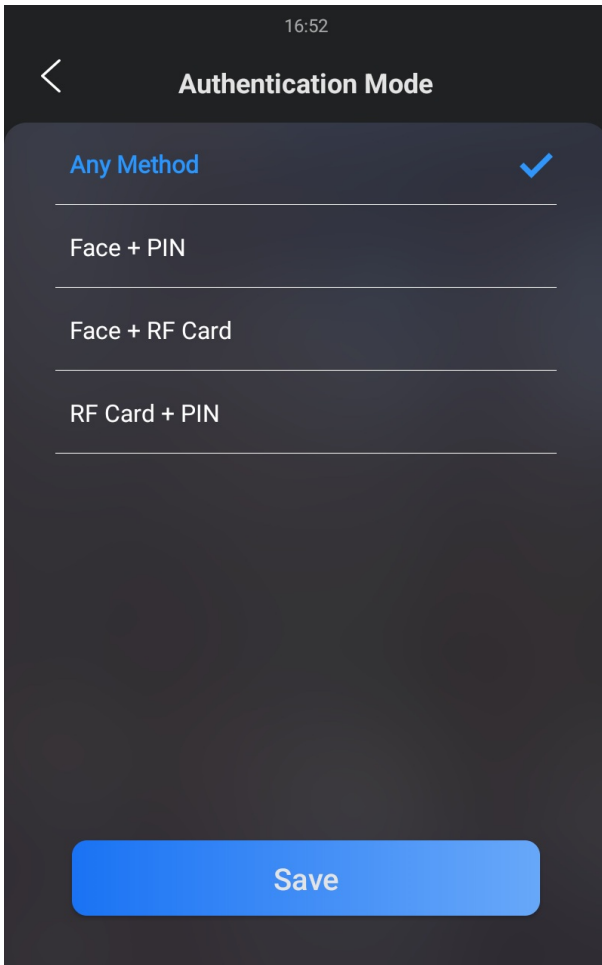 16:52
Authentication Mode
Any Method
Face + PIN
Face + RF Card
RF Card + PIN
Save